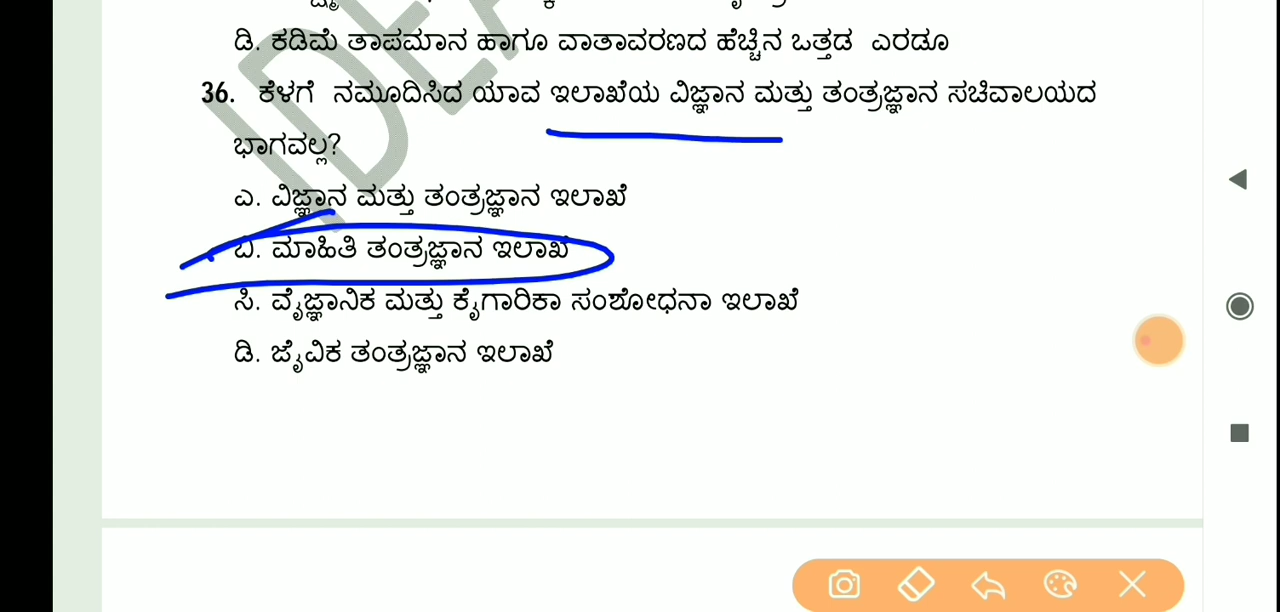 ಡಿ. ಕಡಿಮೆ ತಾಪಮಾನ ಹಾಗೂ ವಾತಾವರಣದ ಹೆಚ್ಚಿನ ಒತ್ತಡ ಎರಡೂ
36. ಕೆಳಗೆ ನಮೂದಿಸಿದ ಯಾವ ಇಲಾಖೆಯ ವಿಜ್ಞಾನ ಮತ್ತು ತಂತ್ರಜ್ಞಾನ ಸಚಿವಾಲಯದ
ಭಾಗವಲ್ಲ?
ಎ. ವಿಜ್ಞಾನ ಮತ್ತು ತಂತ್ರಜ್ಞಾನ ಇಲಾಖೆ
ಬಿ. ಮಾಹಿತಿ ತಂತ್ರಜ್ಞಾನ ಇಲಾಖೆ
ಸಿ. ವೈಜ್ಞಾನಿಕ ಮತ್ತು ಕೈಗಾರಿಕಾ ಸಂಶೋಧನಾ ಇಲಾಖೆ
ಡಿ. ಜೈವಿಕ ತಂತ್ರಜ್ಞಾನ ಇಲಾಖೆ